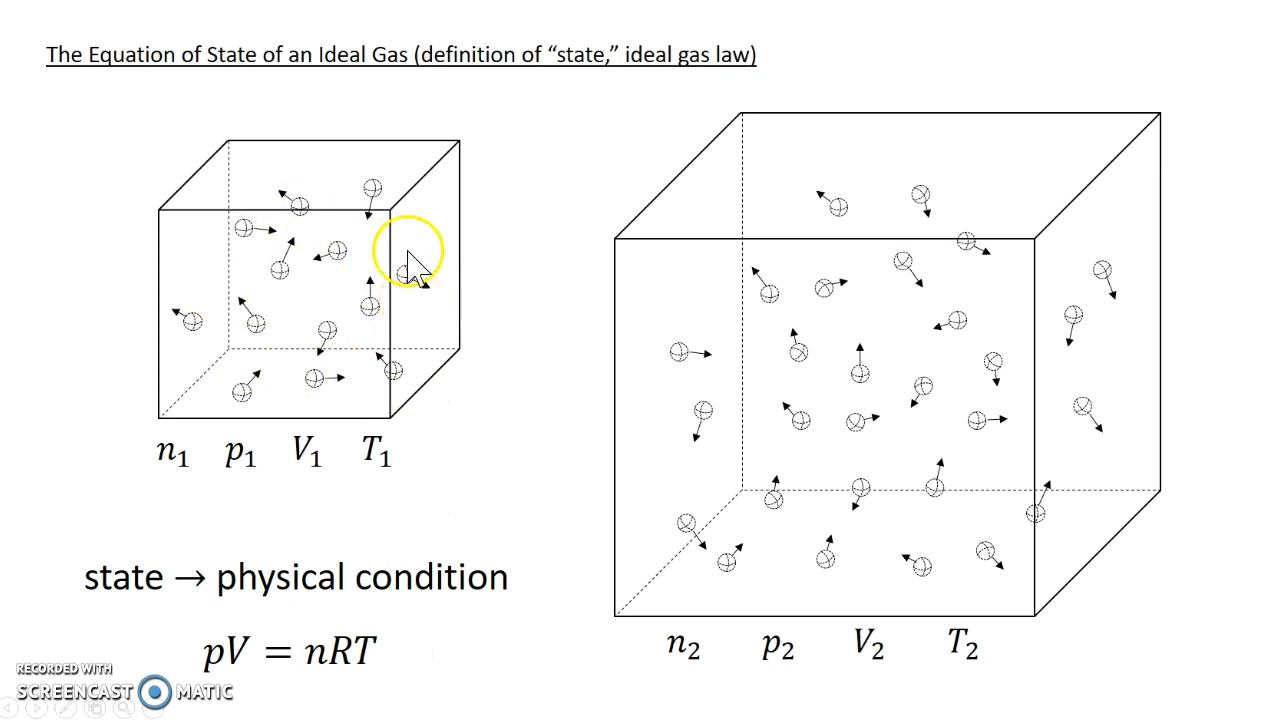 The Equation of State of an Ideal Gas (definition of “state,” ideal gas law)
n₁ p₁ V₁ T₁
state → physical condition
pV = nRT
n₂ p₂ V₂ T₂
RECORDED WITH
SCREENCAST MATIC